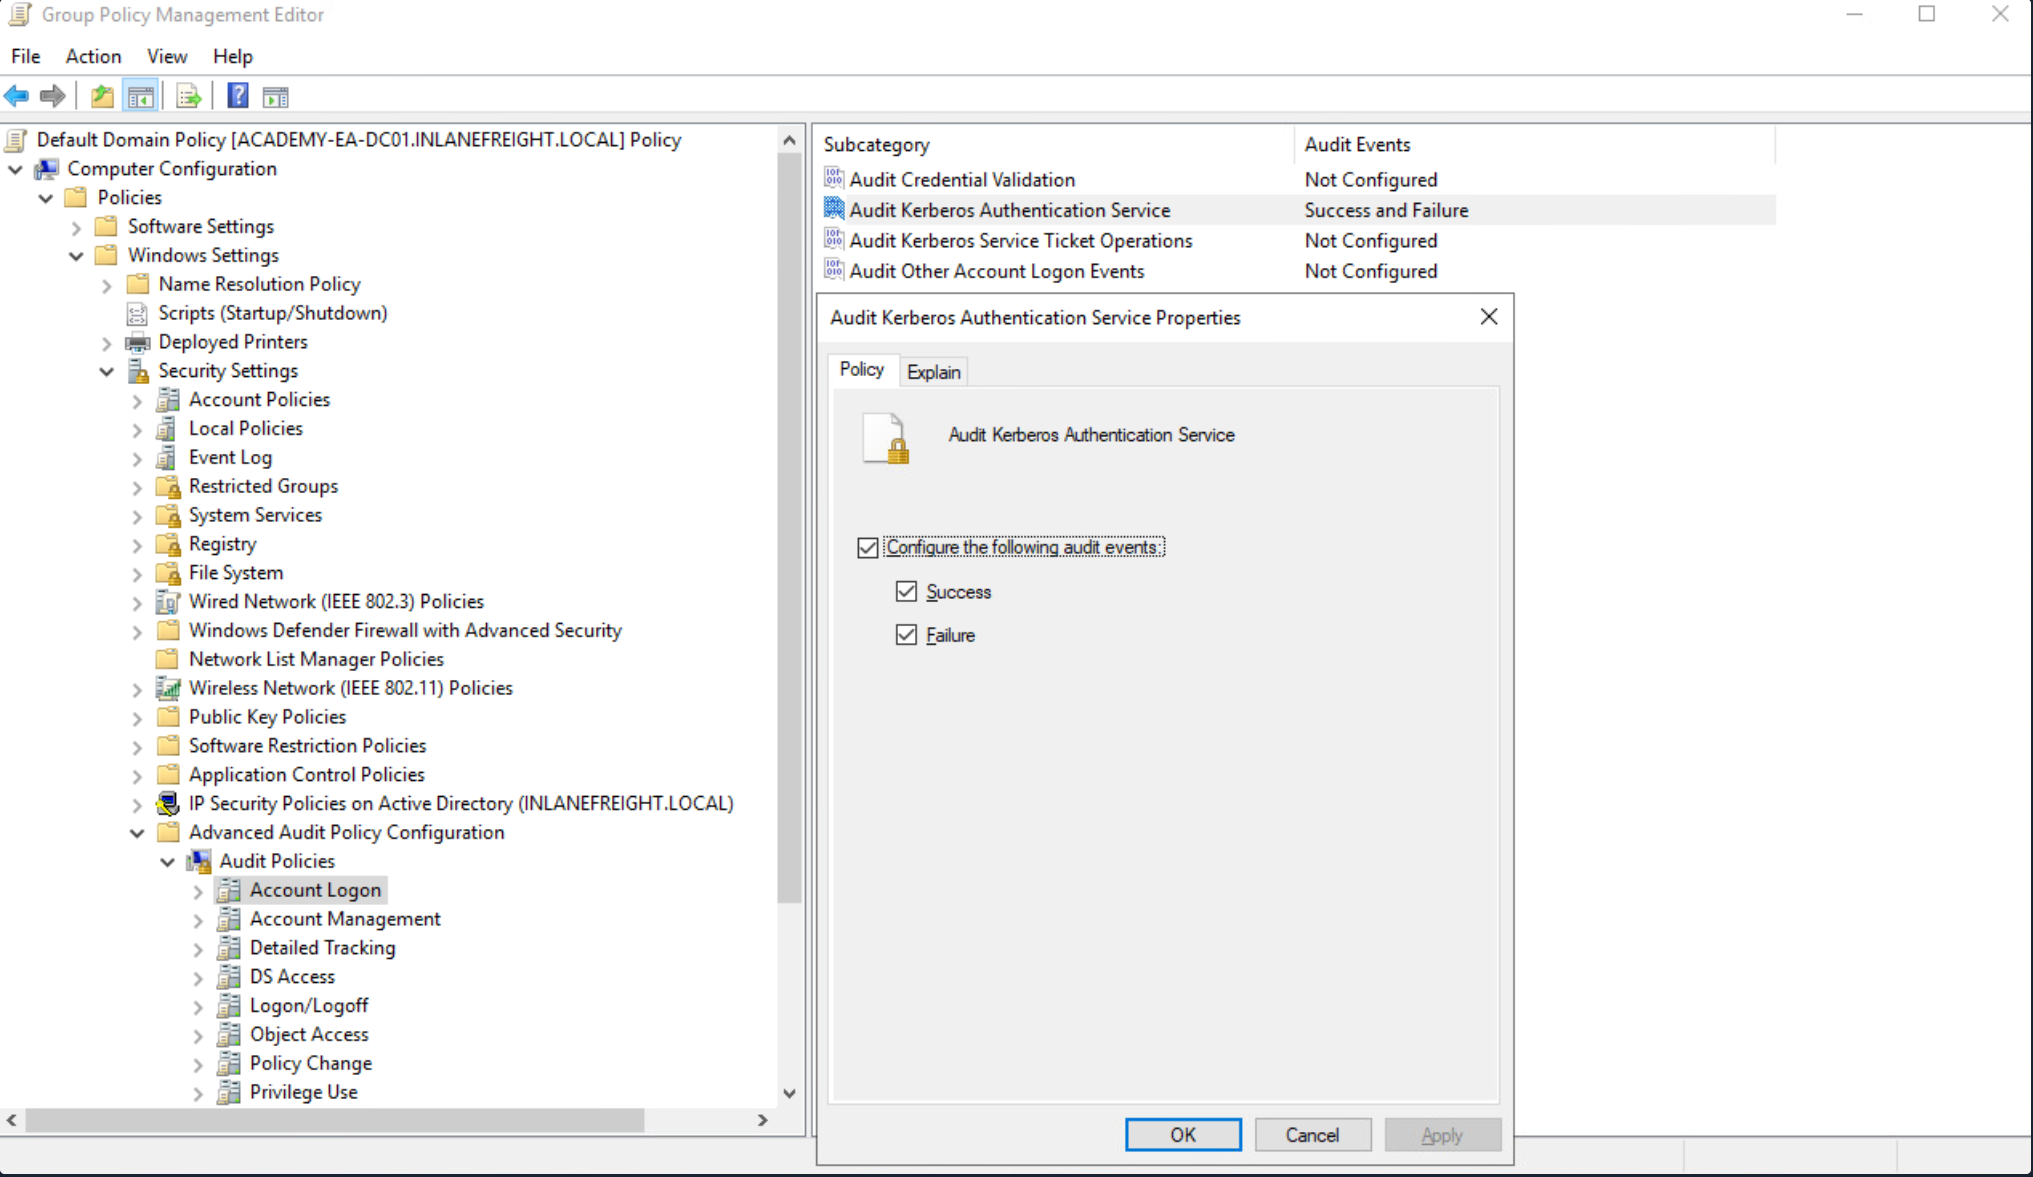 Group Policy Management Editor
File Action View Help
Default Domain Policy [ACADEMY-EA-DC01.INLANEFREIGHT.LOCAL] Policy
Computer Configuration
Policies
Software Settings
Windows Settings
Name Resolution Policy
Scripts (Startup/Shutdown)
Deployed Printers
Security Settings
Account Policies
Local Policies
Event Log
Restricted Groups
System Services
Registry
File System
Wired Network (IEEE 802.3) Policies
Windows Defender Firewall with Advanced Security
Network List Manager Policies
Wireless Network (IEEE 802.11) Policies
Public Key Policies
Software Restriction Policies
Application Control Policies
IP Security Policies on Active Directory (INLANEFREIGHT.LOCAL)
Advanced Audit Policy Configuration
Audit Policies
Account Logon
Account Management
Detailed Tracking
DS Access
Logon/Logoff
Object Access
Policy Change
Privilege Use
Subcategory Audit Events
Audit Credential Validation Not Configured
Audit Kerberos Authentication Service Success and Failure
Audit Kerberos Service Ticket Operations Not Configured
Audit Other Account Logon Events Not Configured
Audit Kerberos Authentication Service Properties
Policy Explain
Audit Kerberos Authentication Service
Configure the following audit events:
Success
Failure
OK Cancel Apply